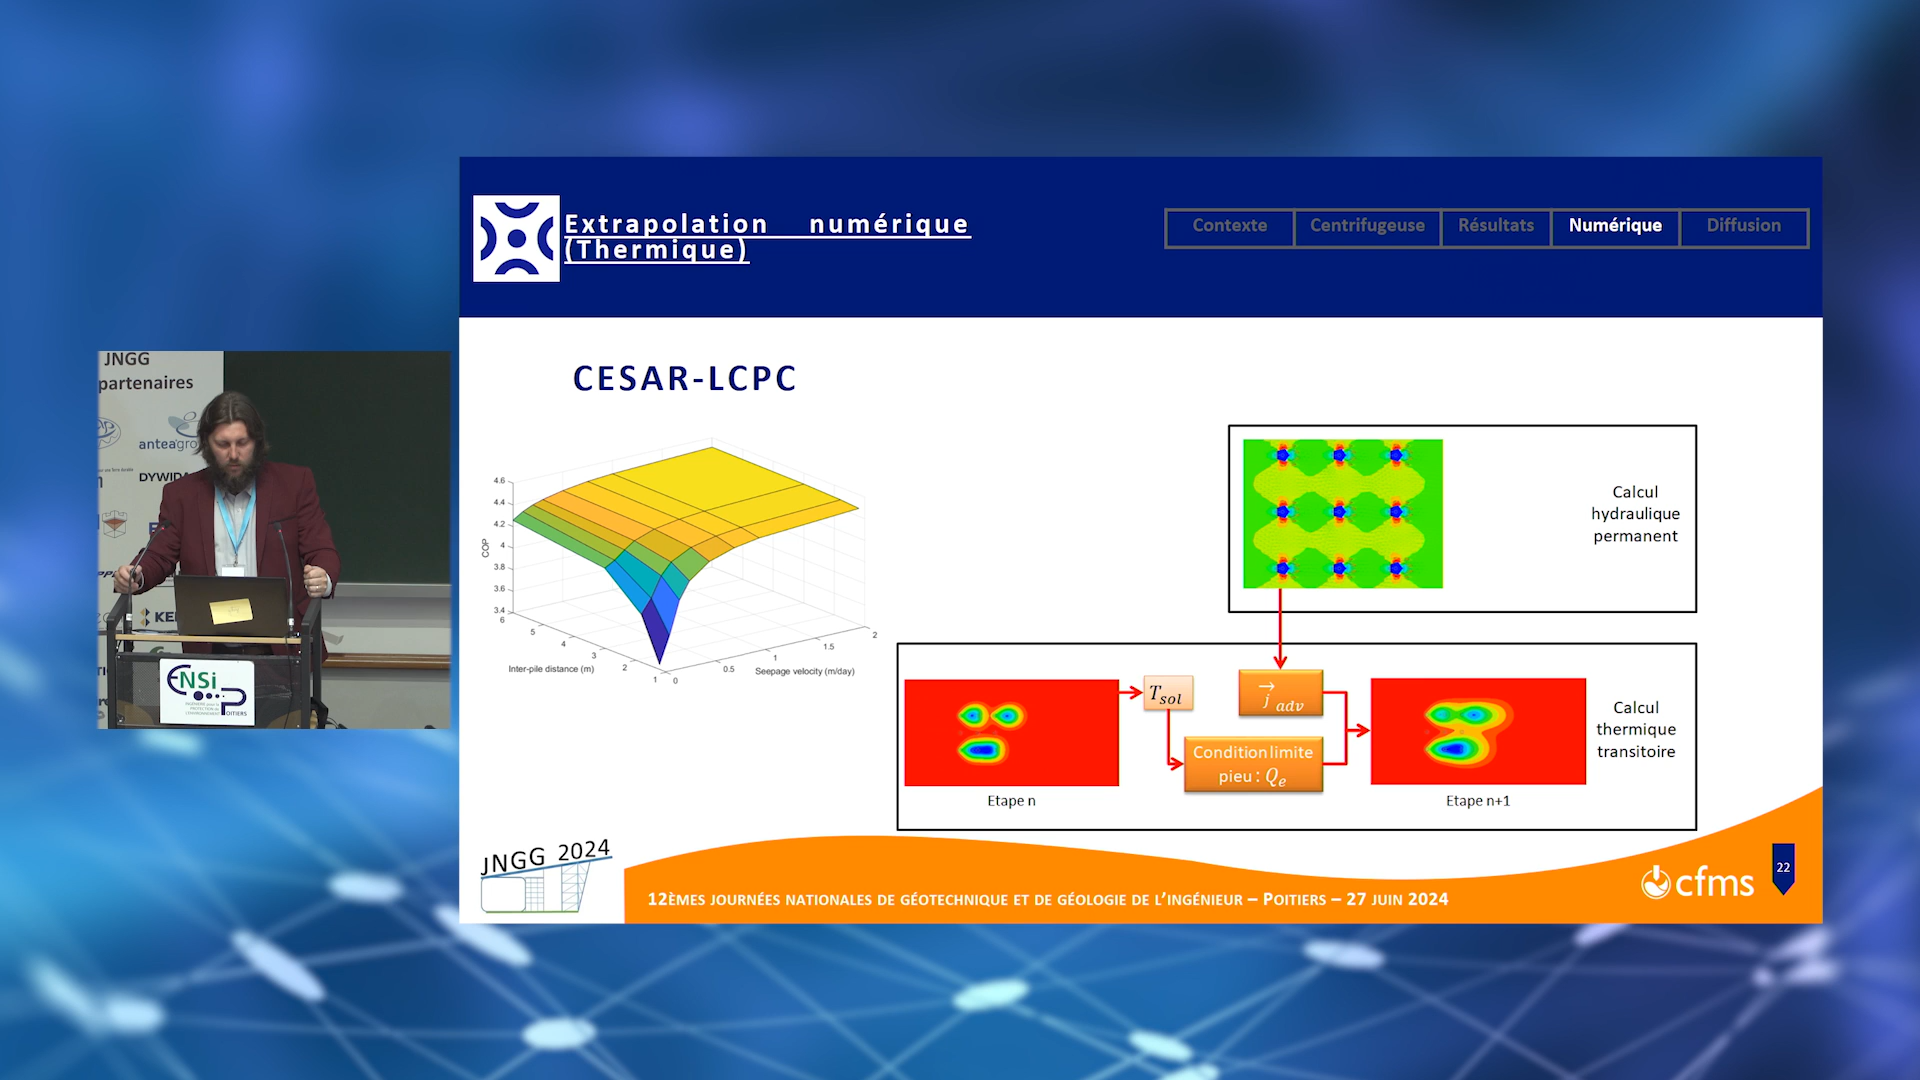 Extrapolation numérique
(Thermique)
Contexte
Centrifugeuse
Résultats
Numérique
Diffusion
CESAR-LCPC
4.6
4.4
4.2
4
3.8
3.6
3.4
COP
6
5
4
3
2
1
Inter-pile distance (m)
0
0.5
1
1.5
2
Seepage velocity (m/day)
Calcul
hydraulique
permanent
T sol
j adv
Condition limite
pieu : Qe
Calcul
thermique
transitoire
Etape n
Etape n+1
JNGG 2024
12ÈMES JOURNÉES NATIONALES DE GÉOTECHNIQUE ET DE GÉOLOGIE DE L'INGÉNIEUR – POITIERS – 27 JUIN 2024
cfms
22
JNGG
partenaires
anteagro
DYWIDA
KEL
ENSi
POITIERS